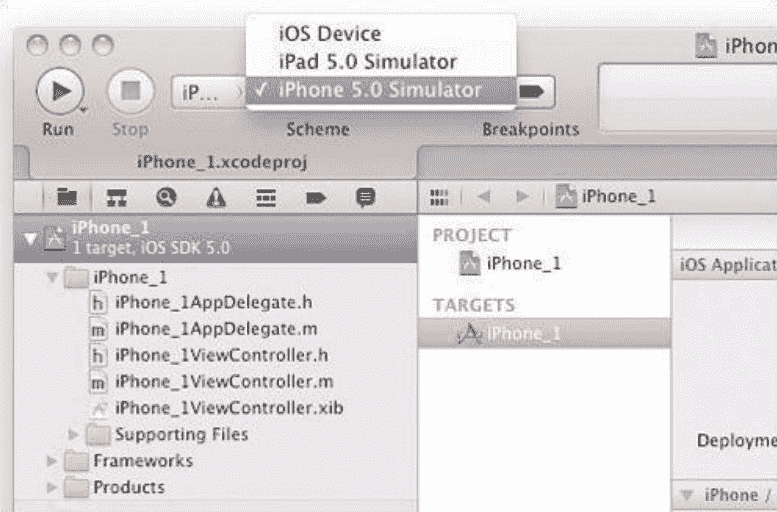 iOS Device
iPad 5.0 Simulator
✓ iPhone 5.0 Simulator
iPhon
iP...
Run
Stop
Scheme
Breakpoints
iPhone_1.xcodeproj
iPhone_1
1 target, iOS SDK 5.0
iPhone_1
iPhone_1AppDelegate.h
iPhone_1AppDelegate.m
iPhone_1ViewController.h
iPhone_1ViewController.m
iPhone_1ViewController.xib
Supporting Files
Frameworks
Products
iPhone_1
PROJECT
iPhone_1
TARGETS
iPhone_1
iOS Applicat
Deployme
iPhone /